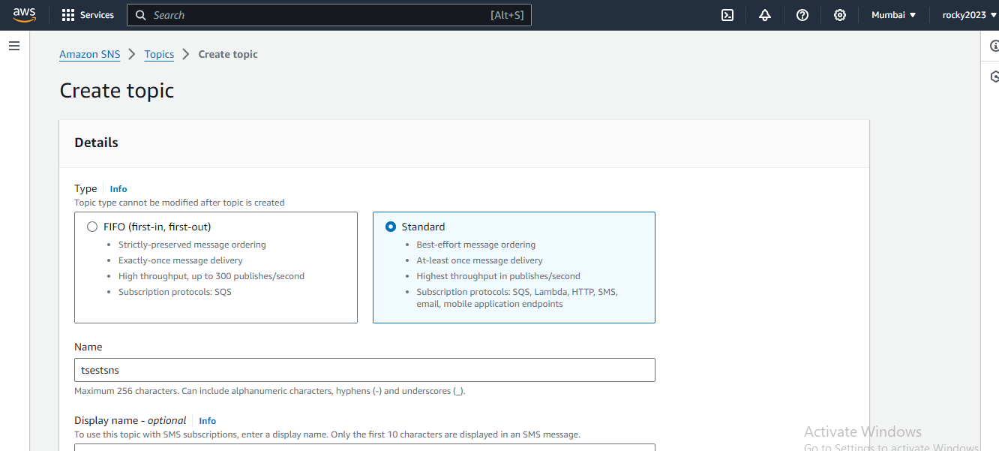 aws Services Search [Alt+S] Mumbai rocky2023
Amazon SNS Topics Create topic
Create topic
Details
Type Info
Topic type cannot be modified after topic is created
FIFO (first-in, first-out)
Strictly-preserved message ordering
Exactly-once message delivery
High throughput, up to 300 publishes/second
Subscription protocols: SQS
Standard
Best-effort message ordering
At-least once message delivery
Highest throughput in publishes/second
Subscription protocols: SQS, Lambda, HTTP, SMS,
email, mobile application endpoints
Name
tsestsns
Maximum 256 characters. Can include alphanumeric characters, hyphens (-) and underscores (_).
Display name - optional Info
To use this topic with SMS subscriptions, enter a display name. Only the first 10 characters are displayed in an SMS message.
Activate Windows
Go to Settings to activate Windows.